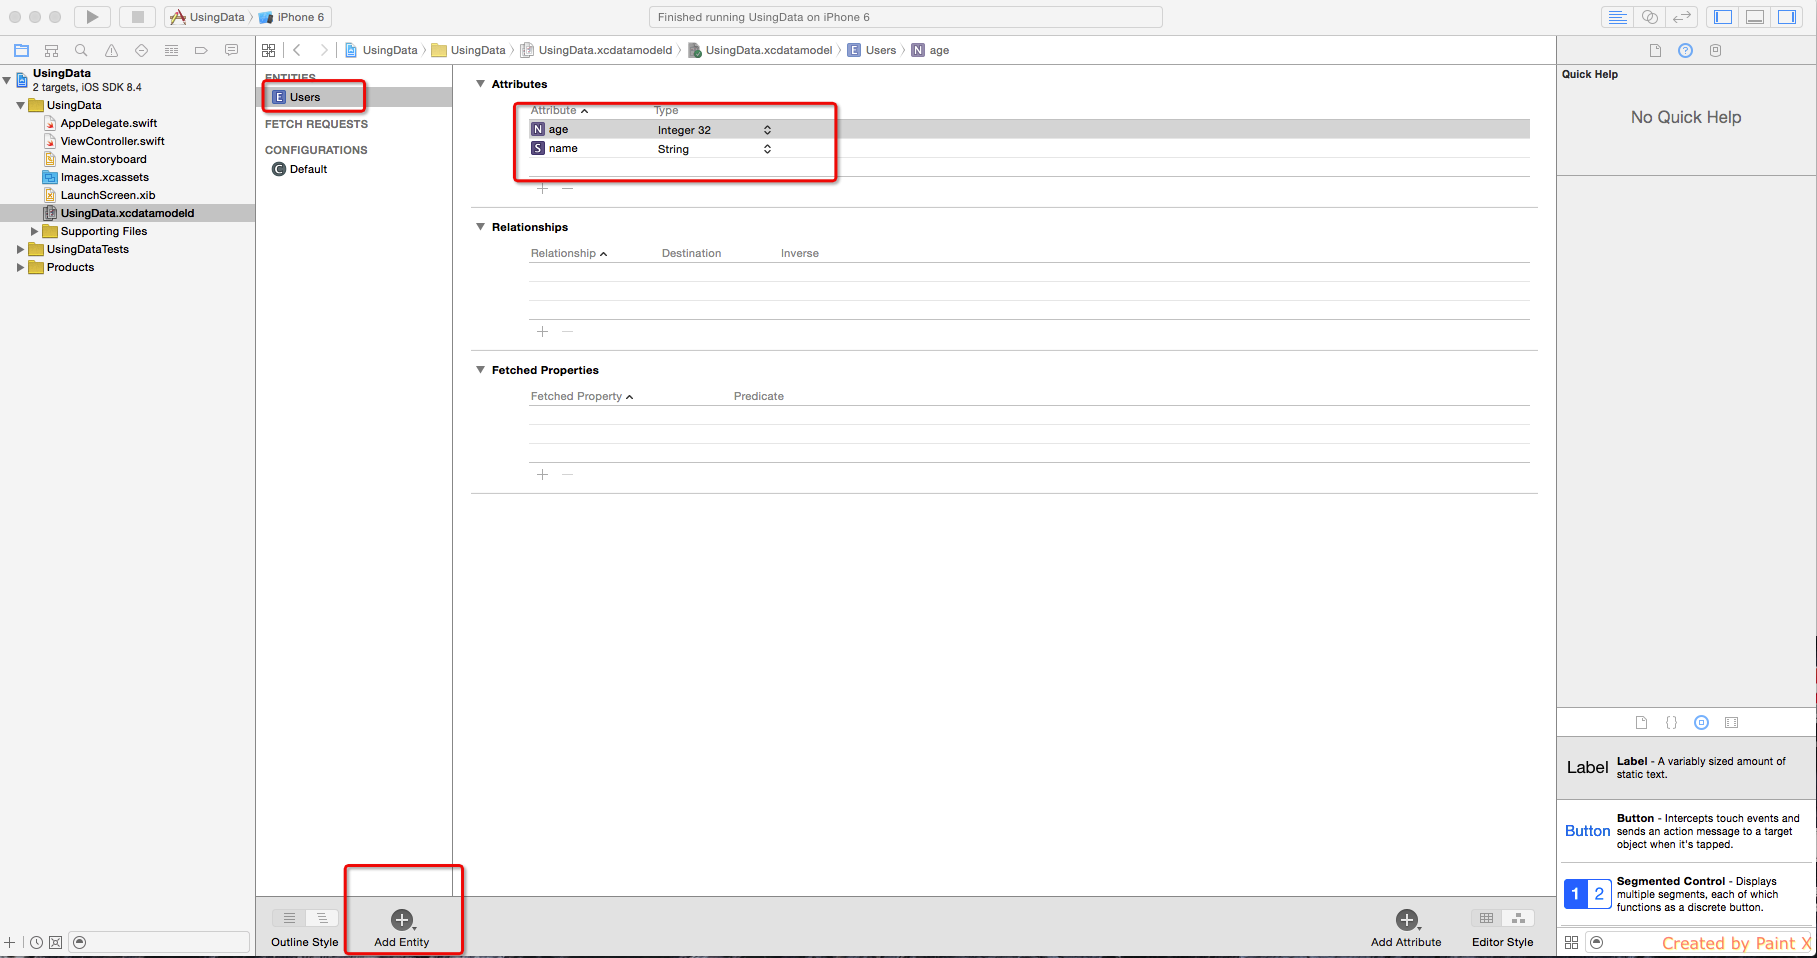 UsingData iPhone 6
Finished running UsingData on iPhone 6
UsingData UsingData UsingData.xcdatamodeld UsingData.xcdatamodel E Users N age
UsingData
2 targets, iOS SDK 8.4
UsingData
AppDelegate.swift
ViewController.swift
Main.storyboard
Images.xcassets
LaunchScreen.xib
UsingData.xcdatamodeld
Supporting Files
UsingDataTests
Products
ENTITIES
E Users
FETCH REQUESTS
CONFIGURATIONS
C Default
Attributes
Attribute Type
N age Integer 32
S name String
Relationships
Relationship Destination Inverse
Fetched Properties
Fetched Property Predicate
Quick Help
No Quick Help
Label Label - A variably sized amount of
static text.
Button Button - Intercepts touch events and
sends an action message to a target
object when it's tapped.
1 2 Segmented Control - Displays
multiple segments, each of which
functions as a discrete button.
Outline Style Add Entity Add Attribute Editor Style
Created by Paint X